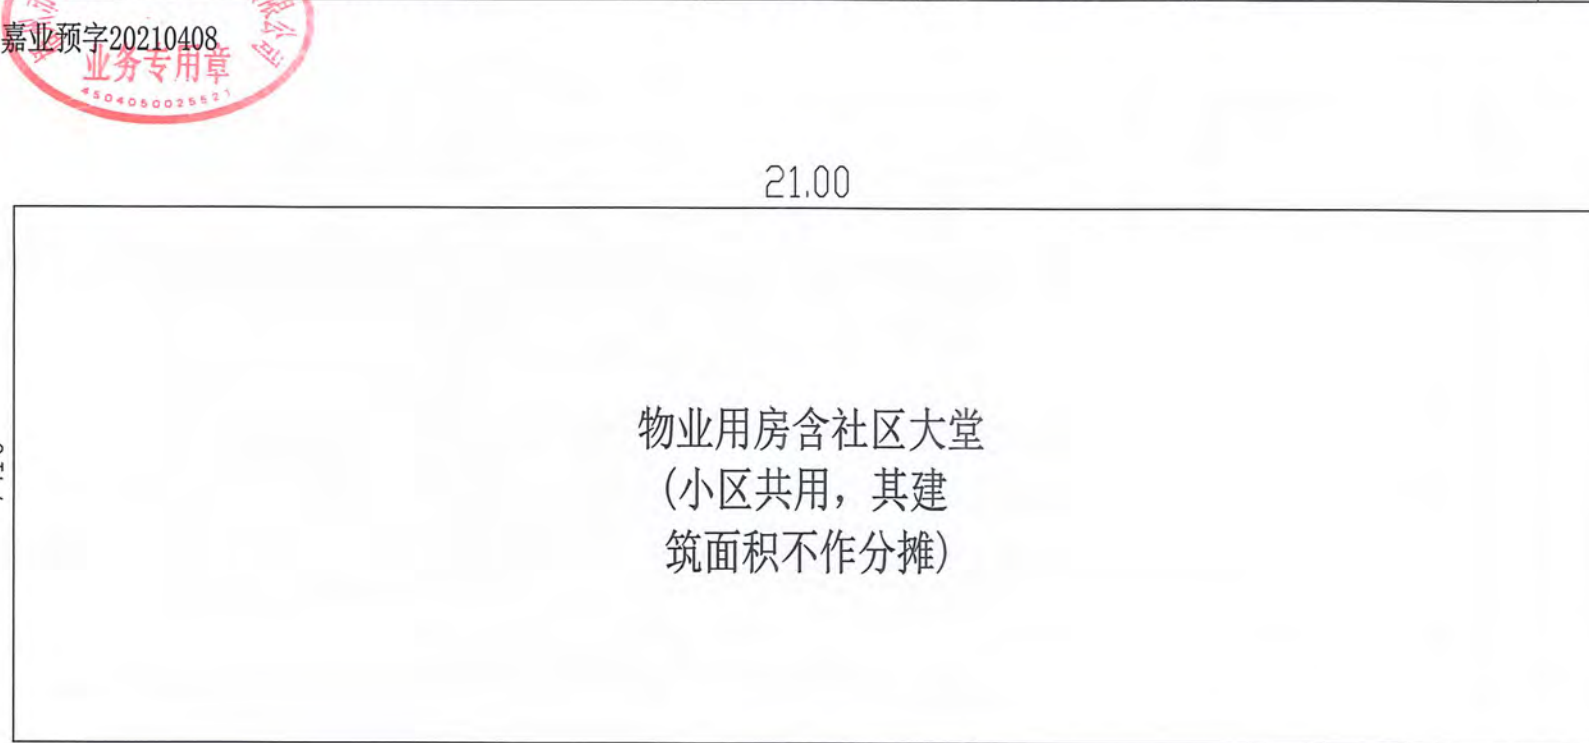 嘉业预字20210408
业务专用章
4504050025521
21.00
物业用房含社区大堂
(小区共用，其建
筑面积不作分摊)